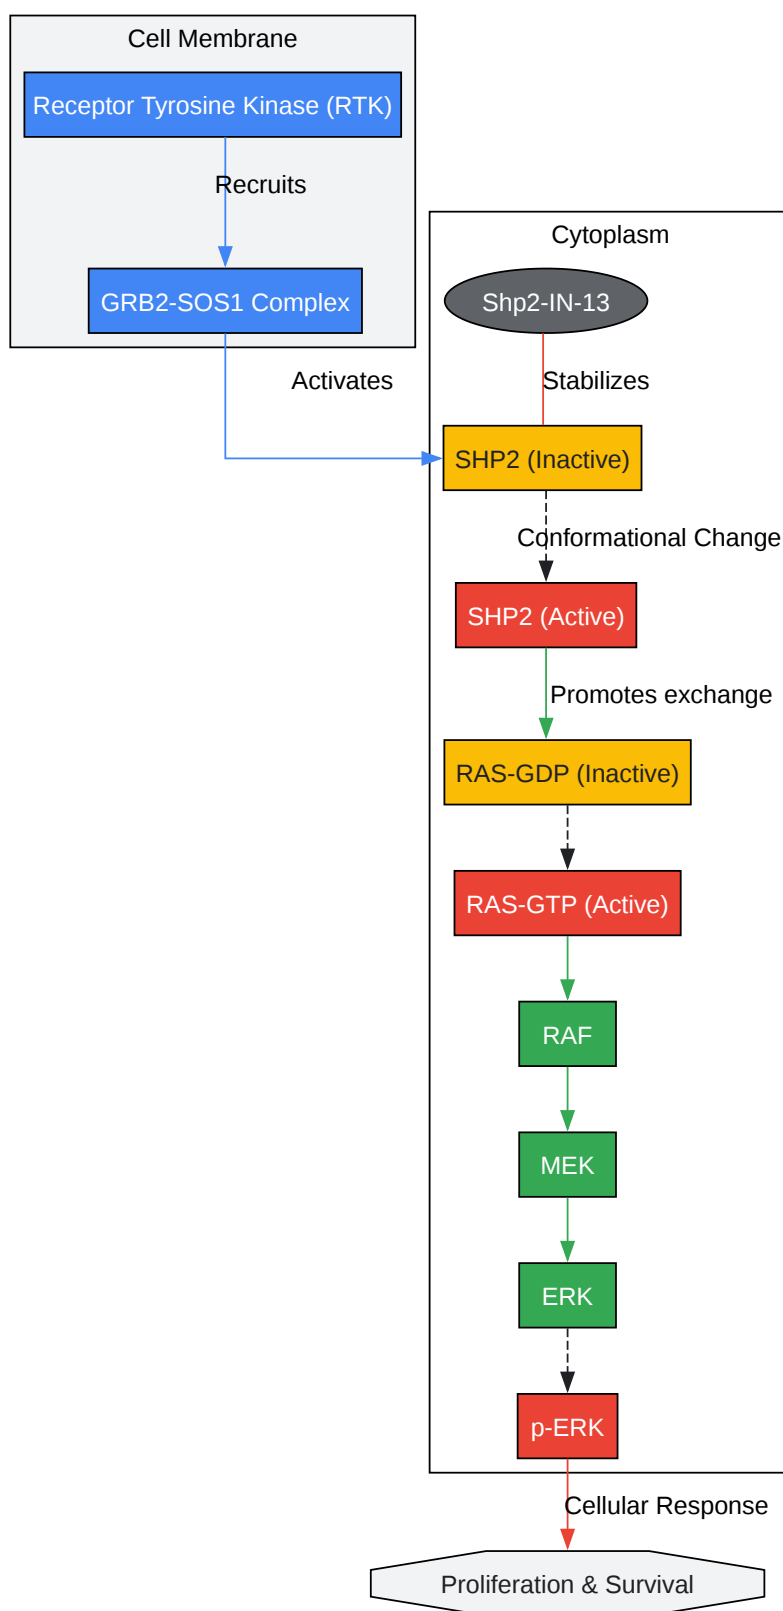 Cell Membrane
Receptor Tyrosine Kinase (RTK)
Recruits
GRB2-SOS1 Complex
Activates
Cytoplasm
Shp2-IN-13
Stabilizes
SHP2 (Inactive)
Conformational Change
SHP2 (Active)
Promotes exchange
RAS-GDP (Inactive)
RAS-GTP (Active)
RAF
MEK
ERK
p-ERK
Cellular Response
Proliferation & Survival